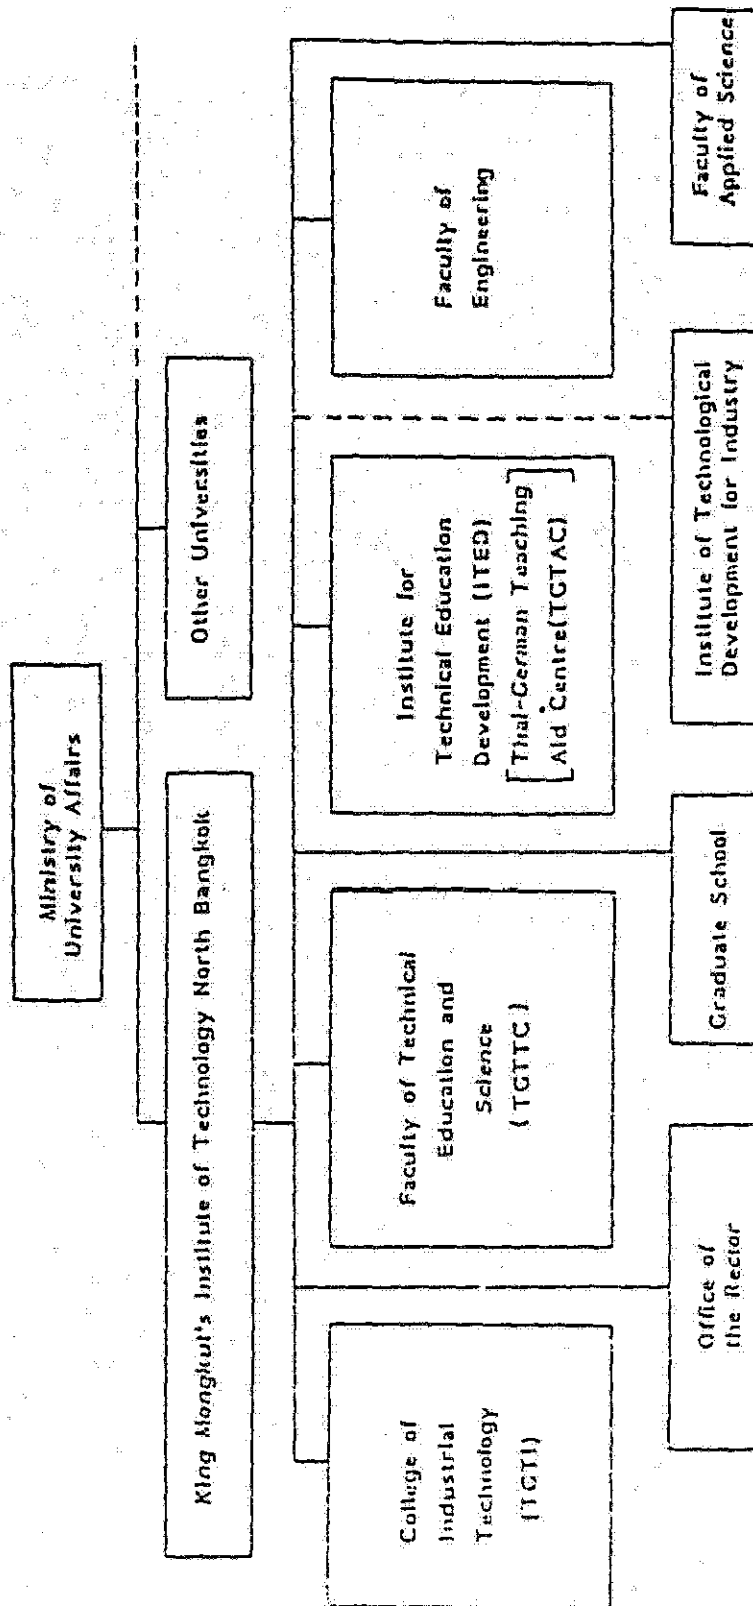 Ministry of
University Affairs
King Mongkut's Institute of Technology North Bangkok
Other Universities
College of
Industrial
Technology
(TGTI)
Faculty of Technical
Education and
Science
(TGTTC)
Institute for
Technical Education
Development (ITED)
[Thai-German Teaching
Aid Centre(TGTAC)]
Faculty of
Engineering
Office of
the Rector
Graduate School
Institute of Technological
Development for Industry
Faculty of
Applied Science